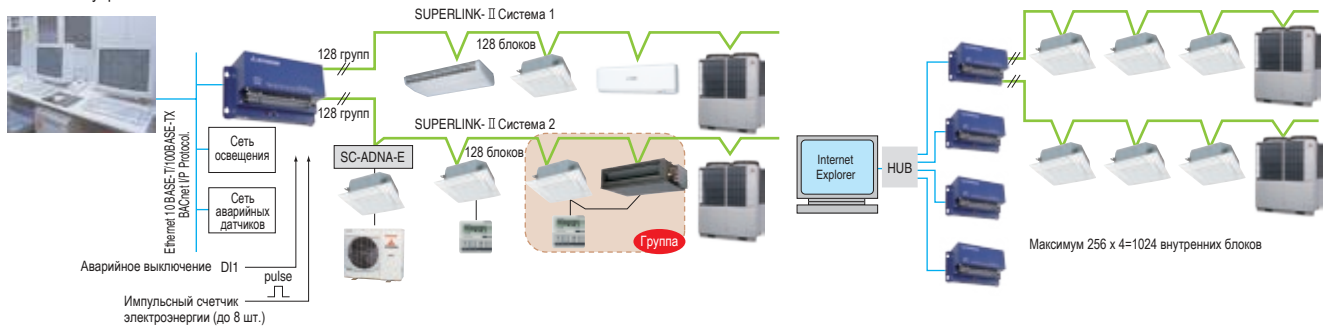 SUPERLINK- II Система 1
128 групп
128 блоков
128 групп
SUPERLINK- II Система 2
SC-ADNA-E
128 блоков
Ethernet 10 BASE-T/100BASE-TX
BACnet I/P Protocol.
Сеть
освещения
Сеть
аварийных
датчиков
Группа
Аварийное выключение DI1
pulse
Импульсный счетчик
электроэнергии (до 8 шт.)
Internet
Explorer
HUB
Максимум 256 x 4=1024 внутренних блоков